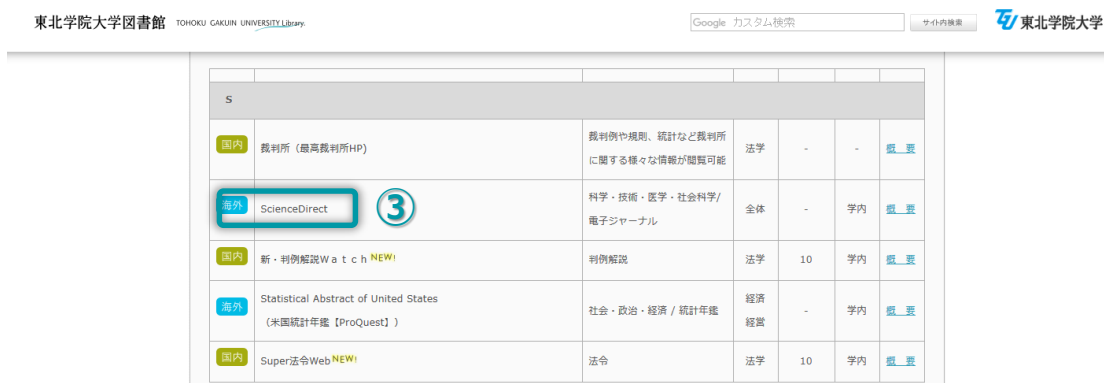 東北学院大学図書館 TOHOKU GAKUIN UNIVERSITY Library.
Google カスタム検索
サイト内検索
東北学院大学
S
国内 裁判所（最高裁判所HP) 裁判例や規則、統計など裁判所 法学 - - 概 要
に関する様々な情報が閲覧可能
海外 ScienceDirect ③ 科学・技術・医学・社会科学/ 全体 - 学内 概 要
電子ジャーナル
国内 新・判例解説Ｗａｔｃｈ NEW! 判例解説 法学 10 学内 概 要
海外 Statistical Abstract of United States 社会・政治・経済 / 統計年鑑 経済 - 学内 概 要
（米国統計年鑑【ProQuest】） 経営
国内 Super法令Web NEW! 法令 法学 10 学内 概 要